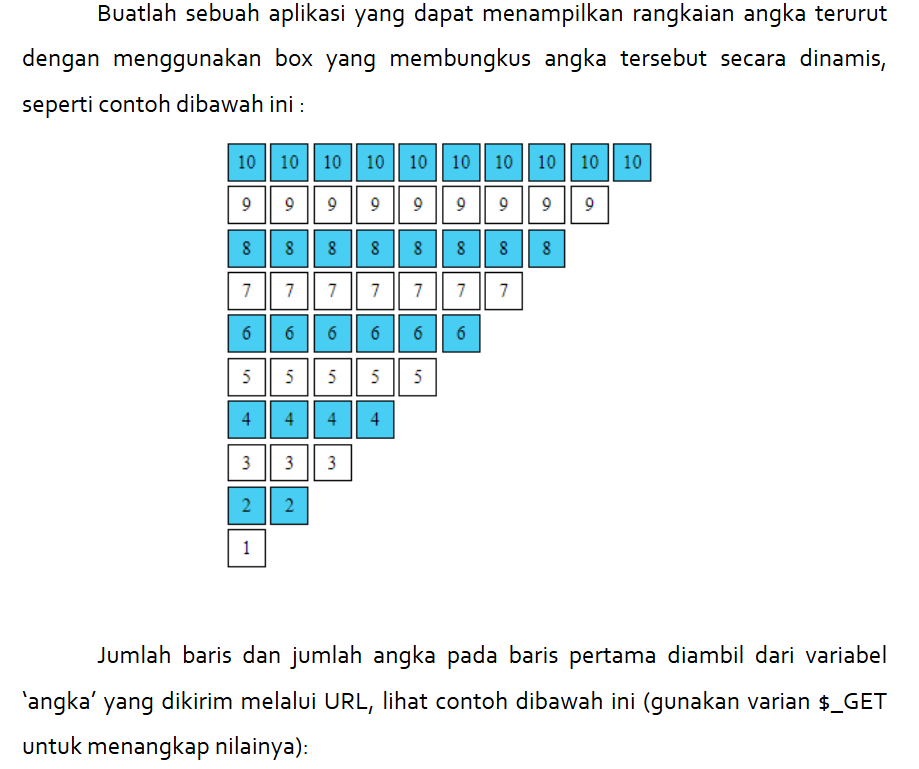 Buatlah sebuah aplikasi yang dapat menampilkan rangkaian angka terurut
dengan menggunakan box yang membungkus angka tersebut secara dinamis,
seperti contoh dibawah ini :
10 10 10 10 10 10 10 10 10 10
9 9 9 9 9 9 9 9 9
8 8 8 8 8 8 8 8
7 7 7 7 7 7 7
6 6 6 6 6 6
5 5 5 5 5
4 4 4 4
3 3 3
2 2
1
Jumlah baris dan jumlah angka pada baris pertama diambil dari variabel
‘angka’ yang dikirim melalui URL, lihat contoh dibawah ini (gunakan varian $_GET
untuk menangkap nilainya):